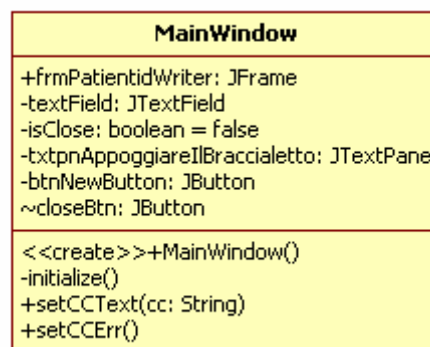 MainWindow
+frmPatientidWriter: JFrame
-textField: JTextField
-isClose: boolean = false
-txtpnAppoggiareIlBraccialetto: JTextPane
-btnNewButton: JButton
~closeBtn: JButton
<<create>>+MainWindow()
-initialize()
+setCCText(cc: String)
+setCCErr()